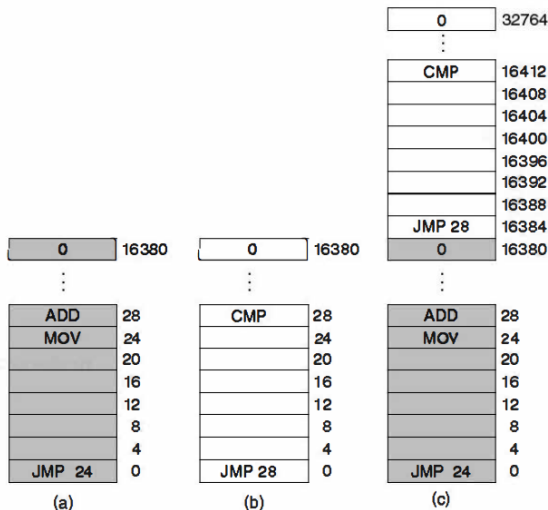 0 32764
⋮
CMP 16412
16408
16404
16400
16396
16392
16388
JMP 28 16384
0 16380 0 16380 0 16380
⋮ ⋮ ⋮
ADD 28 CMP 28 ADD 28
MOV 24 24 MOV 24
20 20 20
16 16 16
12 12 12
8 8 8
4 4 4
JMP 24 0 JMP 28 0 JMP 24 0
(a) (b) (c)